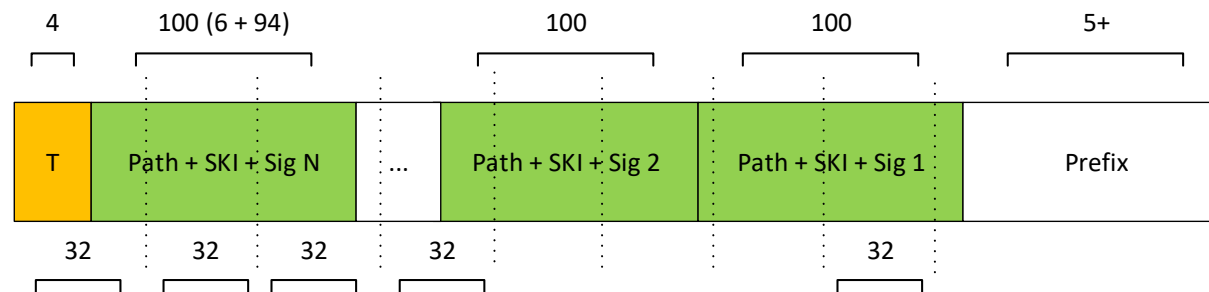 4 100 (6 + 94) 100 100 5+
T Path + SKI + Sig N ... Path + SKI + Sig 2 Path + SKI + Sig 1 Prefix
32 32 32 32 32